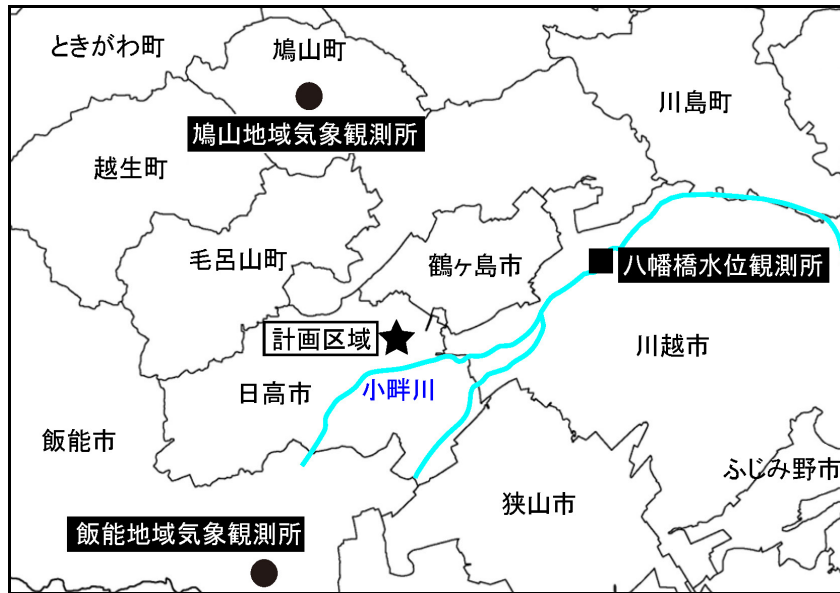 ときがわ町
鳩山町
川島町
鳩山地域気象観測所
越生町
毛呂山町
鶴ヶ島市
八幡橋水位観測所
計画区域
川越市
日高市
小畔川
飯能市
ふじみ野市
狭山市
飯能地域気象観測所